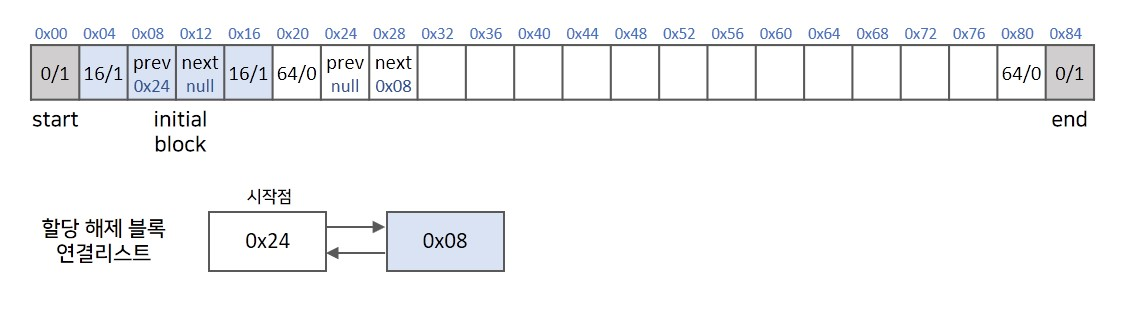 0x00 0x04 0x08 0x12 0x16 0x20 0x24 0x28 0x32 0x36 0x40 0x44 0x48 0x52 0x56 0x60 0x64 0x68 0x72 0x76 0x80 0x84
0/1 16/1 prev next 16/1 64/0 prev next 64/0 0/1
0x24 null null 0x08
start initial end
block
시작점
할당 해제 블록
연결리스트
0x24 0x08